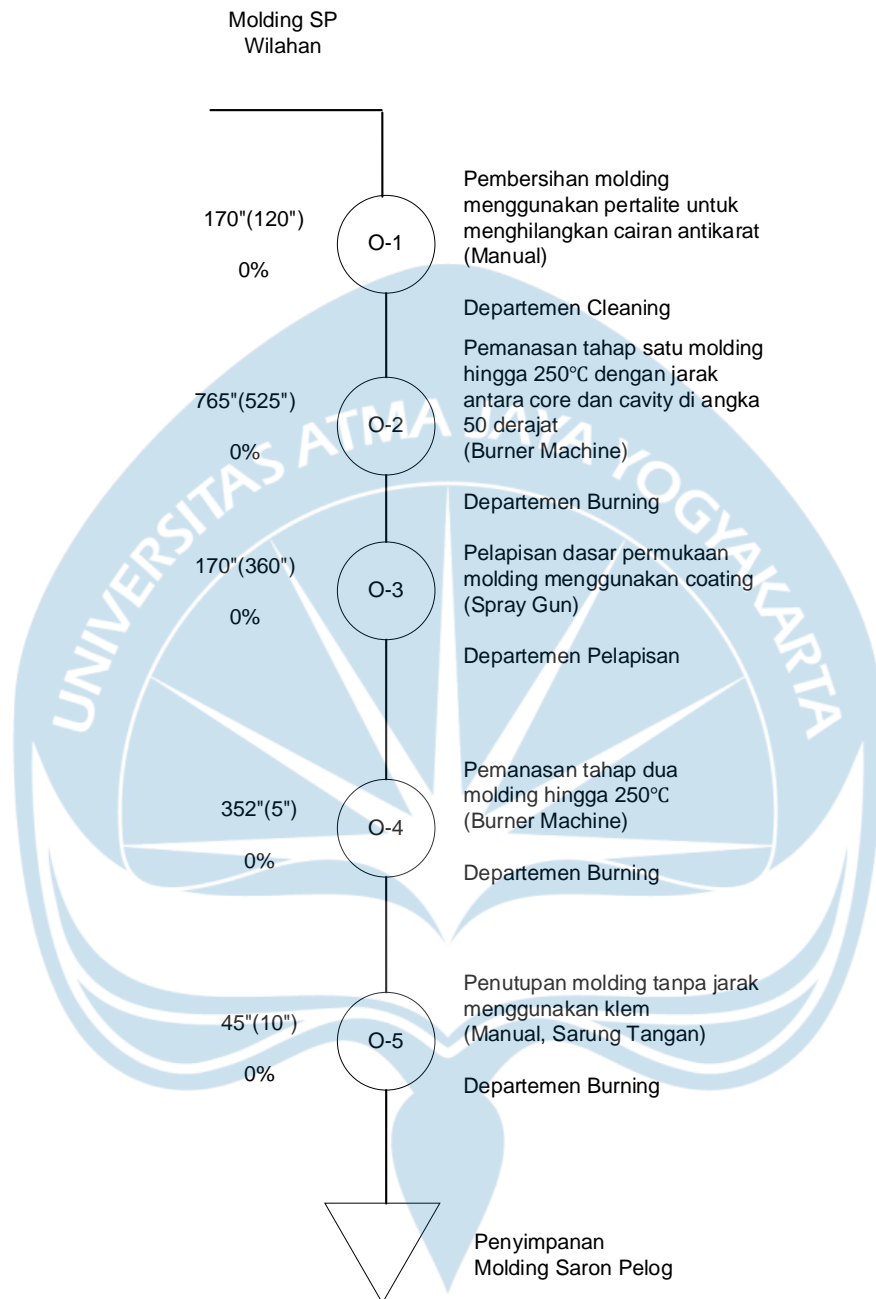 Molding SP
Wilahan
170"(120")
0%
O-1
Pembersihan molding
menggunakan pertalite untuk
menghilangkan cairan antikarat
(Manual)
Departemen Cleaning
765"(525")
0%
O-2
Pemanasan tahap satu molding
hingga 250℃ dengan jarak
antara core dan cavity di angka
50 derajat
(Burner Machine)
Departemen Burning
170"(360")
0%
O-3
Pelapisan dasar permukaan
molding menggunakan coating
(Spray Gun)
Departemen Pelapisan
352"(5")
0%
O-4
Pemanasan tahap dua
molding hingga 250℃
(Burner Machine)
Departemen Burning
45"(10")
0%
O-5
Penutupan molding tanpa jarak
menggunakan klem
(Manual, Sarung Tangan)
Departemen Burning
Penyimpanan
Molding Saron Pelog
UNIVERSITAS ATMA JAYA YOGYAKARTA